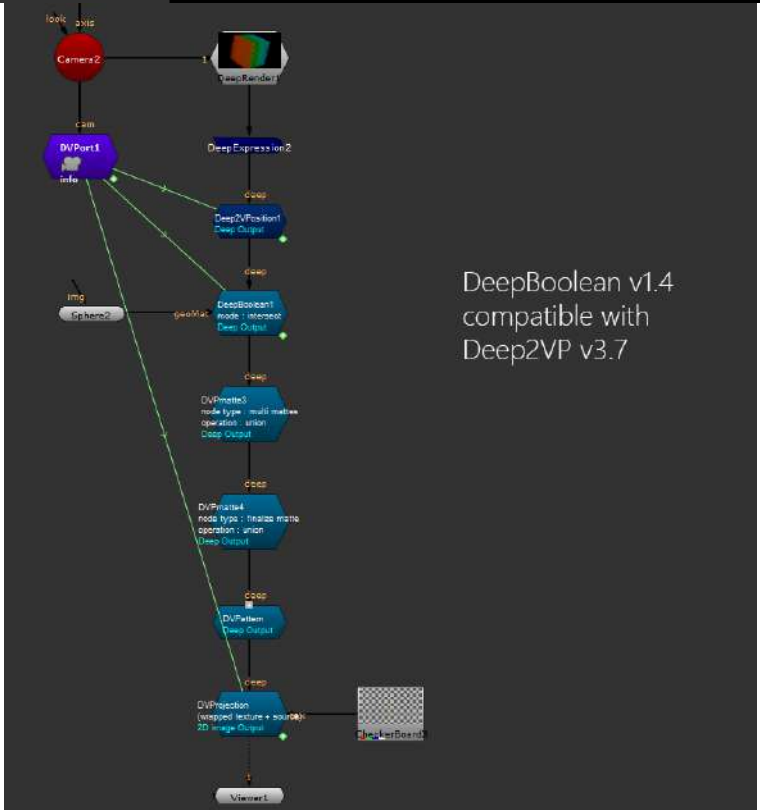 look axis
Camera2
1
DeepRender1
cam
DVPort1
info
DeepExpression2
deep
Deep2VPosition1
Deep Output
deep
img
Sphere2
geoMat
DeepBoolean1
mode : intersect
Deep Output
DeepBoolean v1.4
compatible with
Deep2VP v3.7
deep
DVPmatte3
node type : multi mattes
operation : union
Deep Output
deep
DVPmatte4
node type : finalize matte
operation : union
Deep Output
deep
DVPattern
Deep Output
deep
DVProjection
(wrapped texture + source)
2D image Output
CheckerBoard3
1
Viewer1